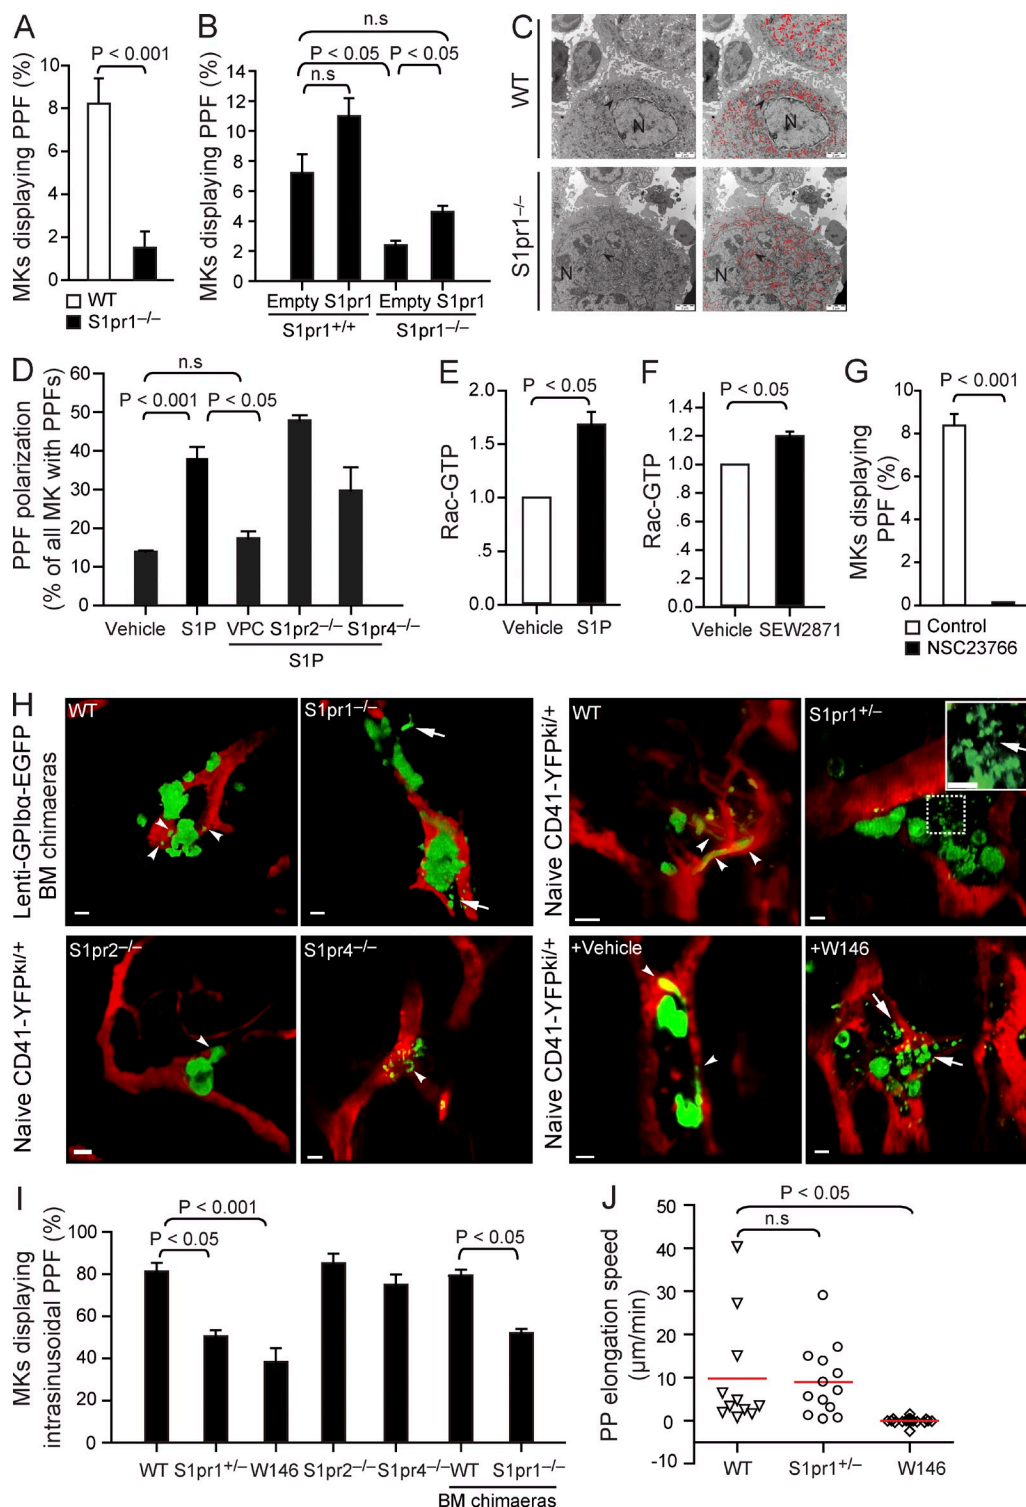 A
MKs displaying PPF (%)
P < 0.001
10
8
6
4
2
0
WT
S1pr1–/–
B
MKs displaying PPF (%)
n.s
P < 0.05
P < 0.05
n.s
14
12
10
8
6
4
2
0
Empty S1pr1
Empty S1pr1
S1pr1+/+
S1pr1–/–
C
WT
N
N
S1pr1–/–
N
N
D
PPF polarization
(% of all MK with PPFs)
n.s
P < 0.001
P < 0.05
60
50
40
30
20
10
0
Vehicle
S1P
VPC
S1pr2–/–
S1pr4–/–
S1P
E
Rac-GTP
P < 0.05
2.0
1.5
1.0
.5
0.0
Vehicle
S1P
F
Rac-GTP
P < 0.05
1.4
1.2
1.0
.8
.6
.4
.2
0.0
Vehicle
SEW2871
G
MKs displaying
PPF (%)
P < 0.001
10
8
6
4
2
0
Control
NSC23766
H
Lenti-GPIbα-EGFP
BM chimaeras
WT
S1pr1–/–
Naive CD41-YFPki/+
WT
S1pr1+/–
Naive CD41-YFPki/+
S1pr2–/–
S1pr4–/–
Naive CD41-YFPki/+
+Vehicle
+W146
I
MKs displaying
intrasinusoidal PPF (%)
P < 0.001
P < 0.05
P < 0.05
100
80
60
40
20
0
WT
S1pr1+/–
W146
S1pr2–/–
S1pr4–/–
WT
S1pr1–/–
BM chimaeras
J
PP elongation speed
(µm/min)
P < 0.05
n.s
50
40
30
20
10
0
-10
WT
S1pr1+/–
W146